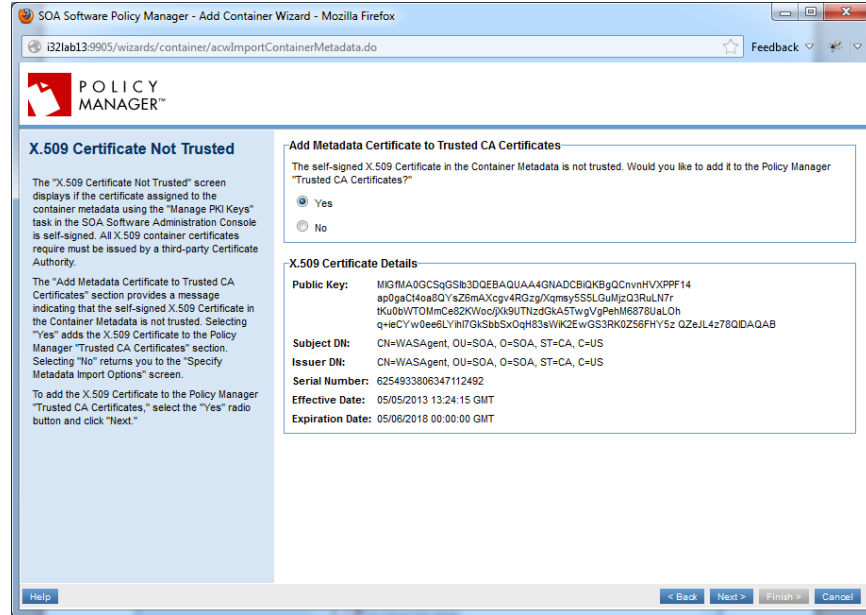 SOA Software Policy Manager - Add Container Wizard - Mozilla Firefox
i32lab13:9905/wizards/container/acwImportContainerMetadata.do
Feedback
POLICY
MANAGER™
X.509 Certificate Not Trusted
The "X.509 Certificate Not Trusted" screen
displays if the certificate assigned to the
container metadata using the "Manage PKI Keys"
task in the SOA Software Administration Console
is self-signed. All X.509 container certificates
require must be issued by a third-party Certificate
Authority.
The "Add Metadata Certificate to Trusted CA
Certificates" section provides a message
indicating that the self-signed X.509 Certificate in
the Container Metadata is not trusted. Selecting
"Yes" adds the X.509 Certificate to the Policy
Manager "Trusted CA Certificates" section.
Selecting "No" returns you to the "Specify
Metadata Import Options" screen.
To add the X.509 Certificate to the Policy Manager
"Trusted CA Certificates," select the "Yes" radio
button and click "Next."
Add Metadata Certificate to Trusted CA Certificates
The self-signed X.509 Certificate in the Container Metadata is not trusted. Would you like to add it to the Policy Manager
"Trusted CA Certificates?"
Yes
No
X.509 Certificate Details
Public Key: MIGfMA0GCSqGSIb3DQEBAQUAA4GNADCBiQKBgQCnvnHVXPPF14
ap0gaCt4oa8QYsZ6mAXcgv4RGzg/Xqmsy5S5LGuMjzQ3RuLN7r
tKu0bWTOMmCe82KWoc/jXk9UTNzdGkA5TwgVgPehM6878UaLOh
q+ieCYw0ee6LYihl7GkSbbSxOqH83sWiK2EwGS3RK0Z56FHY5z QZeJL4z78QIDAQAB
Subject DN: CN=WASAgent, OU=SOA, O=SOA, ST=CA, C=US
Issuer DN: CN=WASAgent, OU=SOA, O=SOA, ST=CA, C=US
Serial Number: 6254933806347112492
Effective Date: 05/05/2013 13:24:15 GMT
Expiration Date: 05/06/2018 00:00:00 GMT
Help
< Back
Next >
Finish >
Cancel